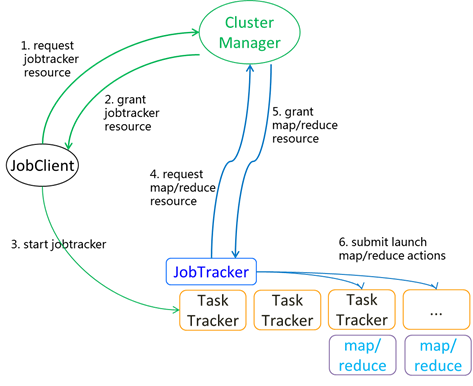 Cluster
Manager
1. request
jobtracker
resource
2. grant
jobtracker
resource
5. grant
map/reduce
resource
JobClient
4. request
map/reduce
resource
3. start jobtracker
6. submit launch
map/reduce actions
JobTracker
Task
Tracker
Task
Tracker
Task
Tracker
...
map/
reduce
map/
reduce